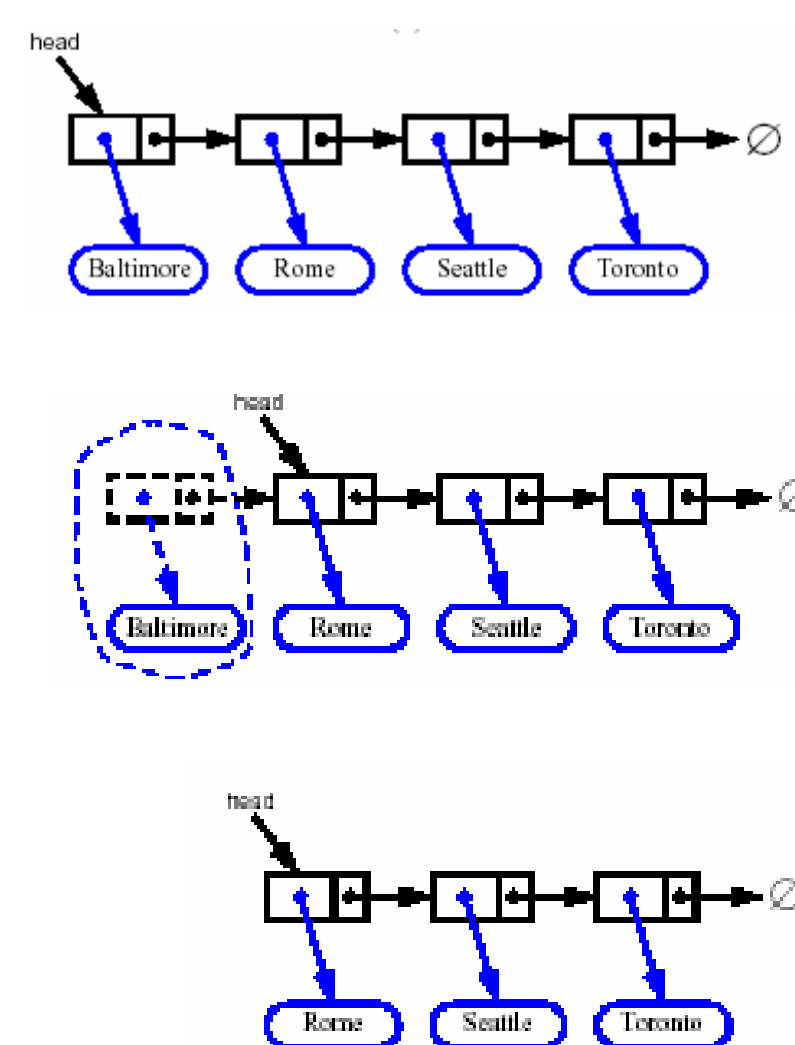 head
∅
Baltimore Rome Seattle Toronto
head
∅
Baltimore Rome Seattle Toronto
head
∅
Rome Seattle Toronto